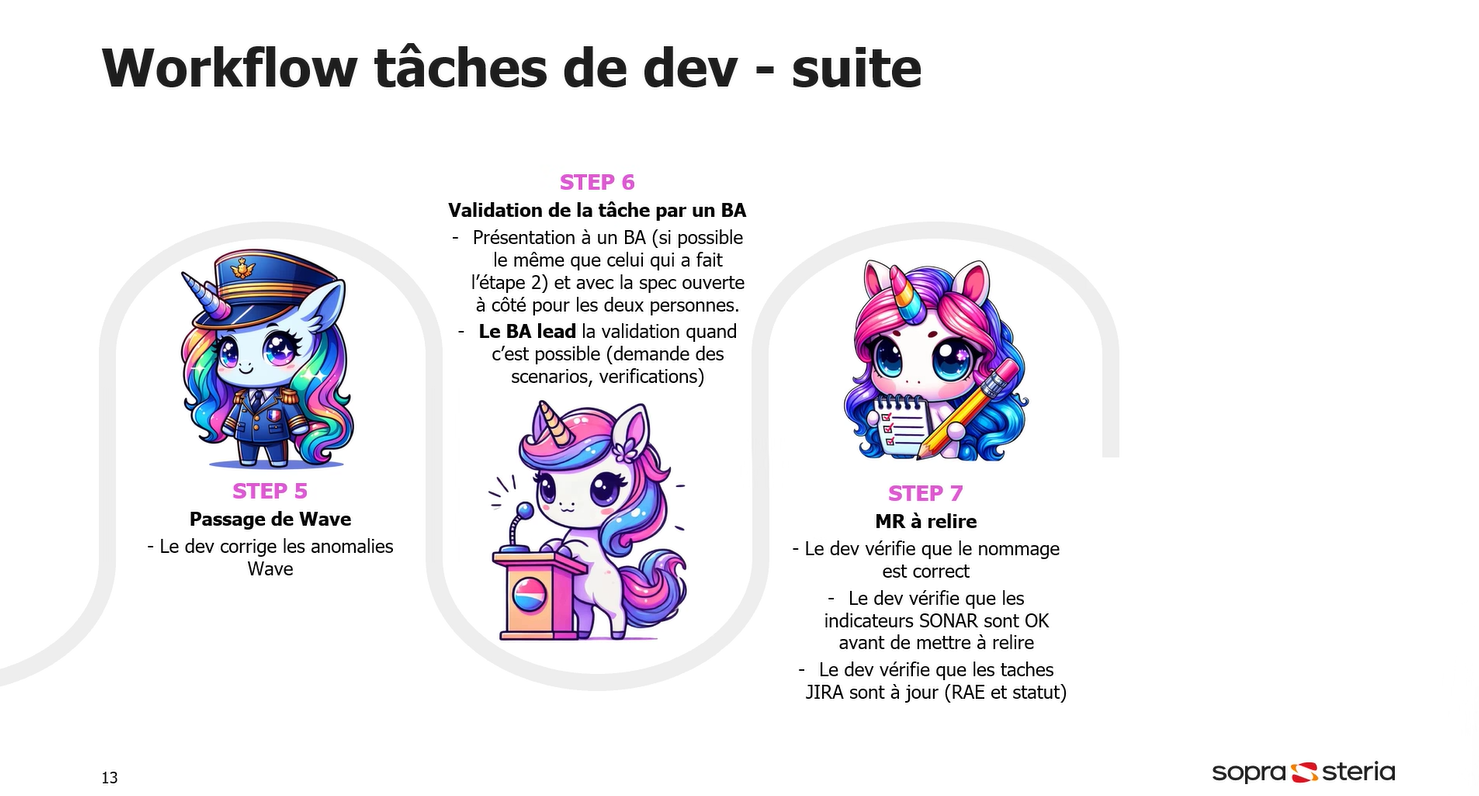 Workflow tâches de dev - suite
STEP 5
Passage de Wave
- Le dev corrige les anomalies
Wave
STEP 6
Validation de la tâche par un BA
- Présentation à un BA (si possible
le même que celui qui a fait
l’étape 2) et avec la spec ouverte
à côté pour les deux personnes.
- Le BA lead la validation quand
c’est possible (demande des
scenarios, verifications)
STEP 7
MR à relire
- Le dev vérifie que le nommage
est correct
- Le dev vérifie que les
indicateurs SONAR sont OK
avant de mettre à relire
- Le dev vérifie que les taches
JIRA sont à jour (RAE et statut)
13
sopra steria